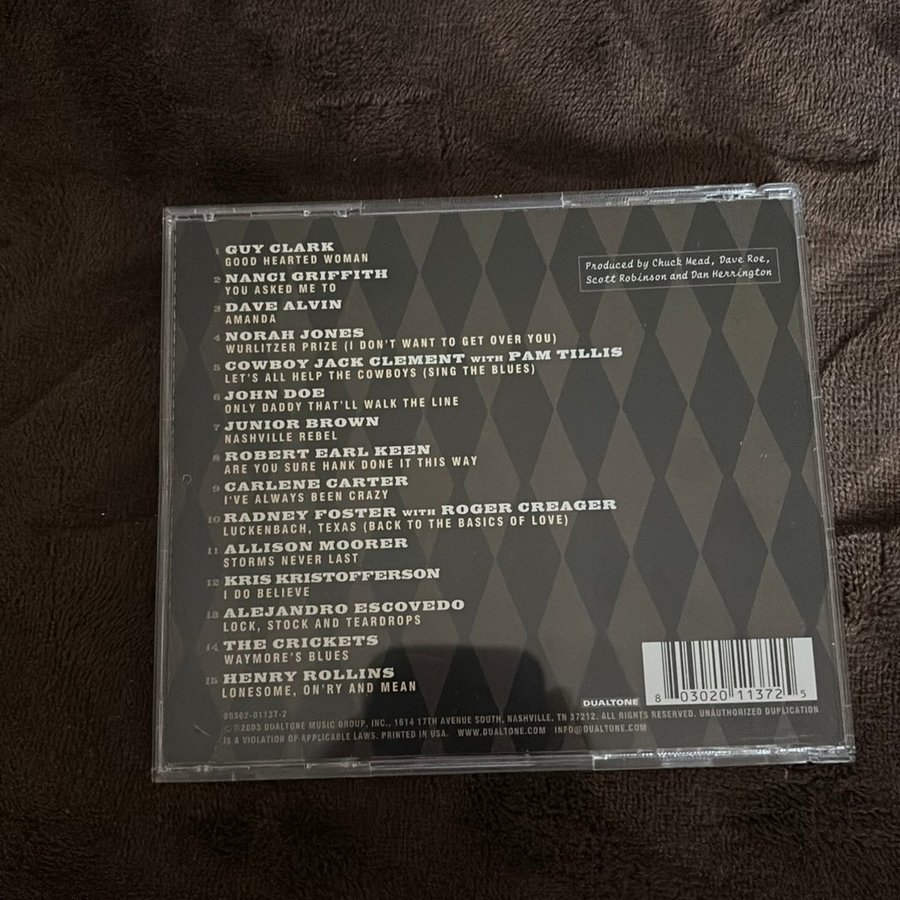 1 GUY CLARK
GOOD HEARTED WOMAN
2 NANCI GRIFFITH
YOU ASKED ME TO
3 DAVE ALVIN
AMANDA
4 NORAH JONES
WURLITZER PRIZE (I DON'T WANT TO GET OVER YOU)
5 COWBOY JACK CLEMENT WITH PAM TILLIS
LET'S ALL HELP THE COWBOYS (SING THE BLUES)
6 JOHN DOE
ONLY DADDY THAT'LL WALK THE LINE
7 JUNIOR BROWN
NASHVILLE REBEL
8 ROBERT EARL KEEN
ARE YOU SURE HANK DONE IT THIS WAY
9 CARLENE CARTER
I'VE ALWAYS BEEN CRAZY
10 RADNEY FOSTER WITH ROGER CREAGER
LUCKENBACH, TEXAS (BACK TO THE BASICS OF LOVE)
11 ALLISON MOORER
STORMS NEVER LAST
12 KRIS KRISTOFFERSON
I DO BELIEVE
13 ALEJANDRO ESCOVEDO
LOCK, STOCK AND TEARDROPS
14 THE CRICKETS
WAYMORE'S BLUES
15 HENRY ROLLINS
LONESOME, ON'RY AND MEAN
Produced by Chuck Mead, Dave Roe,
Scott Robinson and Dan Herrington
DUALTONE
8 03020 11372 5
80302-01137-2
©℗2003 DUALTONE MUSIC GROUP, INC., 1614 17TH AVENUE SOUTH, NASHVILLE, TN 37212. ALL RIGHTS RESERVED. UNAUTHORIZED DUPLICATION
IS A VIOLATION OF APPLICABLE LAWS. PRINTED IN USA. WWW.DUALTONE.COM INFO@DUALTONE.COM